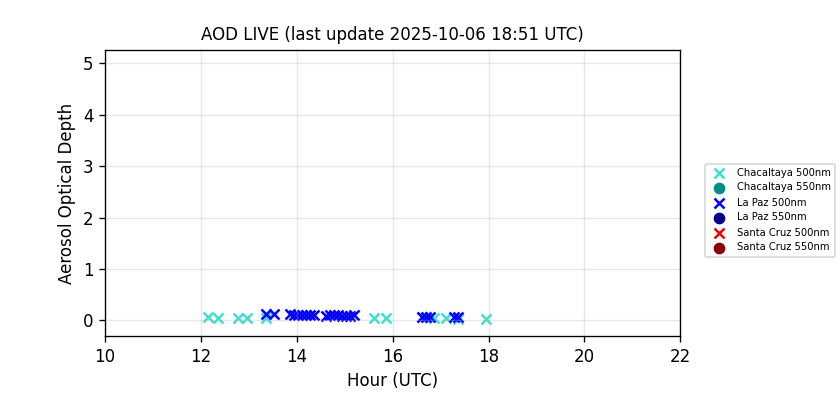 AOD LIVE (last update 2025-10-06 18:51 UTC)
Aerosol Optical Depth
5
4
3
2
1
0
10 12 14 16 18 20 22
Hour (UTC)
Chacaltaya 500nm
Chacaltaya 550nm
La Paz 500nm
La Paz 550nm
Santa Cruz 500nm
Santa Cruz 550nm